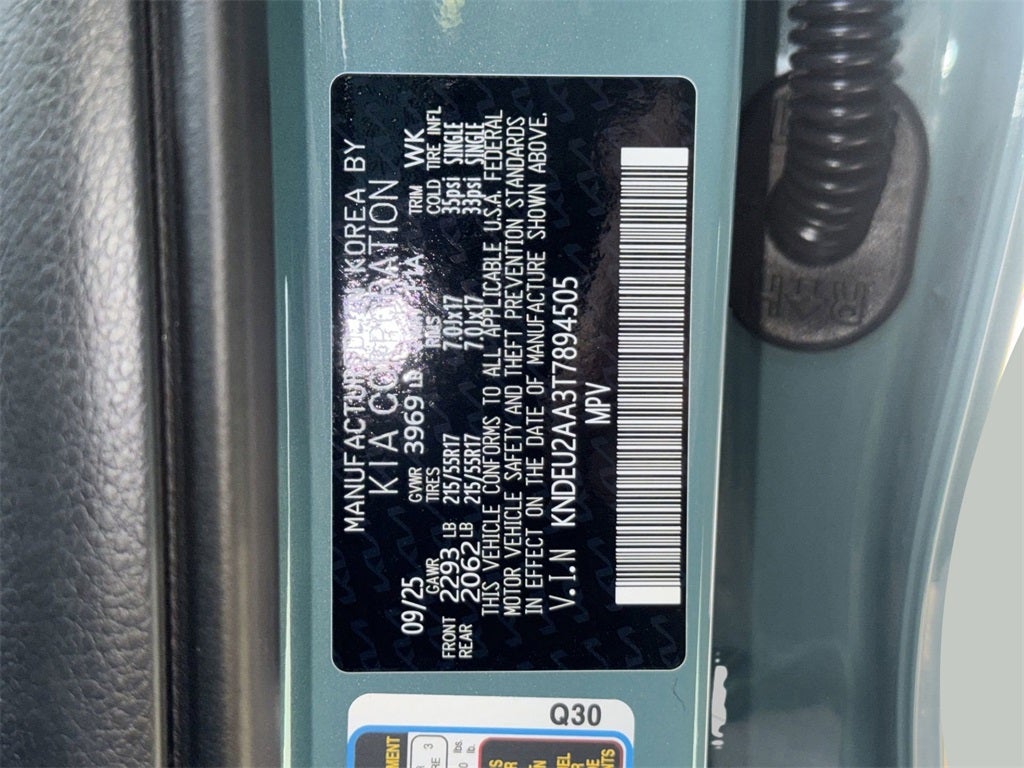 MANUFACTURED KOREA BY
KIA CORPORATION
09/25 GVWR 3969 LB TRIM WK
GAWR TIRES RIMS COLD TIRE INFL
FRONT 2293 LB 215/55R17 7.0Jx17 35psi SINGLE
REAR 2062 LB 215/55R17 7.0Jx17 33psi SINGLE
THIS VEHICLE CONFORMS TO ALL APPLICABLE U.S.A. FEDERAL
MOTOR VEHICLE SAFETY AND THEFT PREVENTION STANDARDS
IN EFFECT ON THE DATE OF MANUFACTURE SHOWN ABOVE.
V.I.N KNDEU2AA3T7894505
MPV
Q30